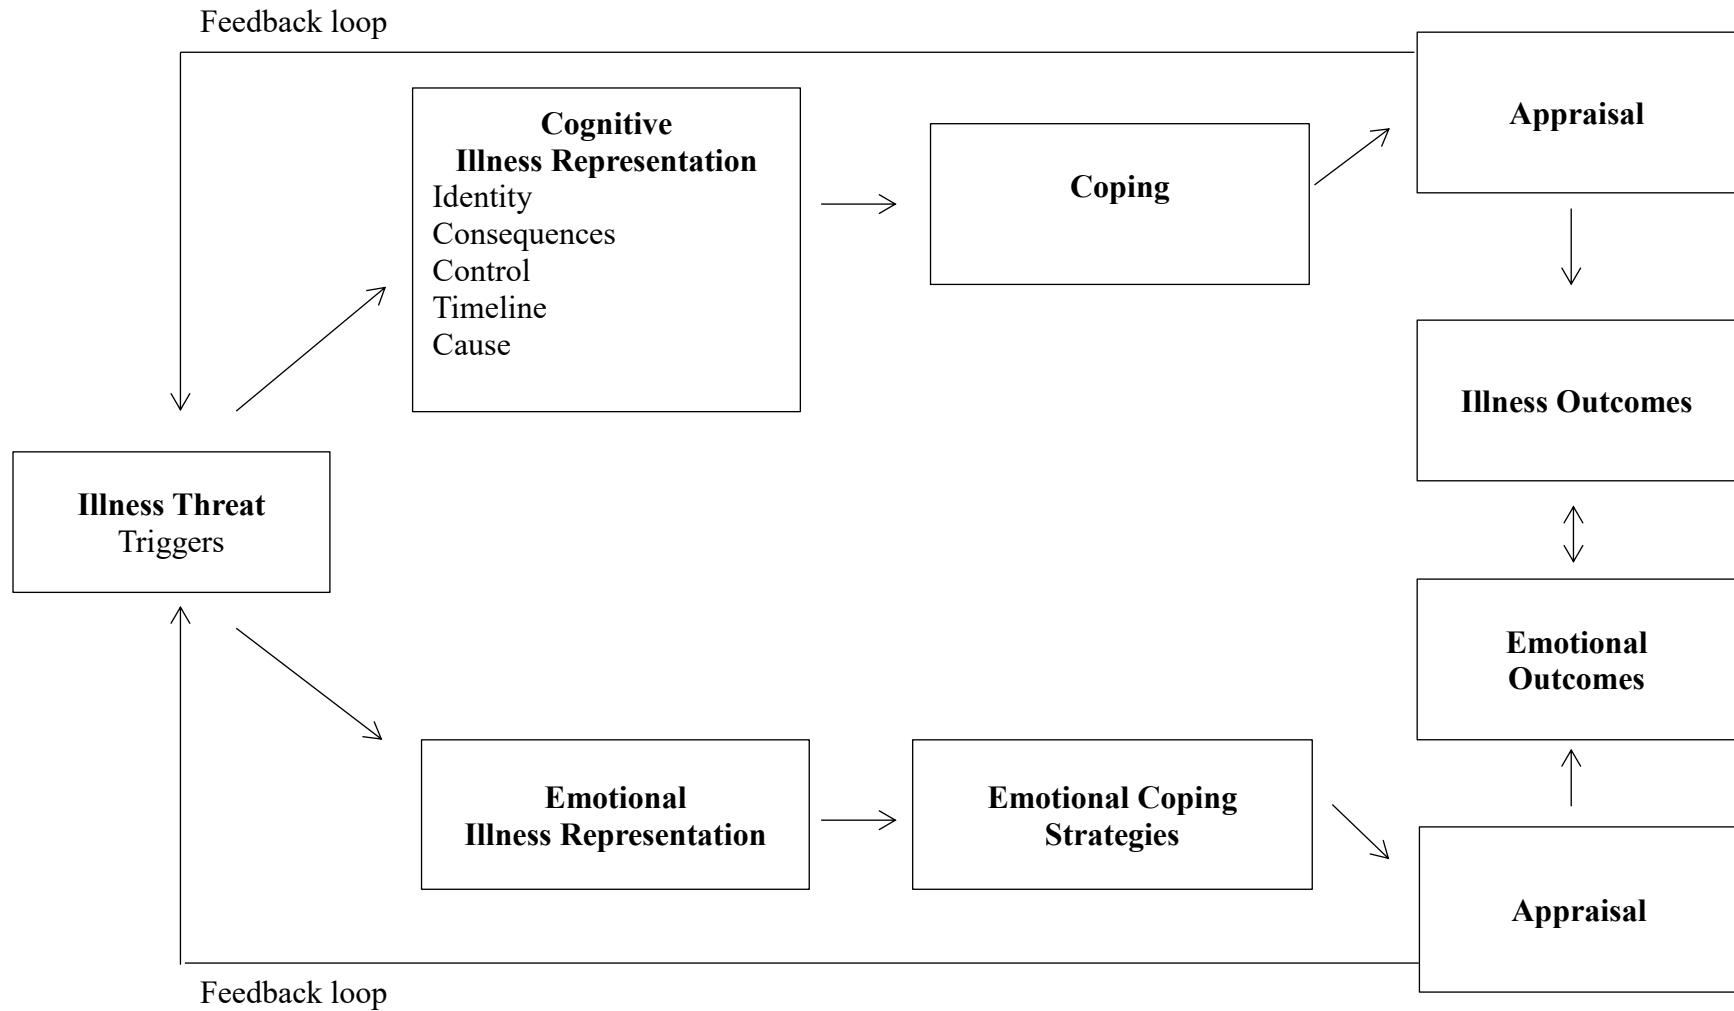 Feedback loop
Appraisal
Cognitive
Illness Representation
Identity
Consequences
Control
Timeline
Cause
Coping
Illness Outcomes
Illness Threat
Triggers
Emotional
Outcomes
Emotional
Illness Representation
Emotional Coping
Strategies
Appraisal
Feedback loop